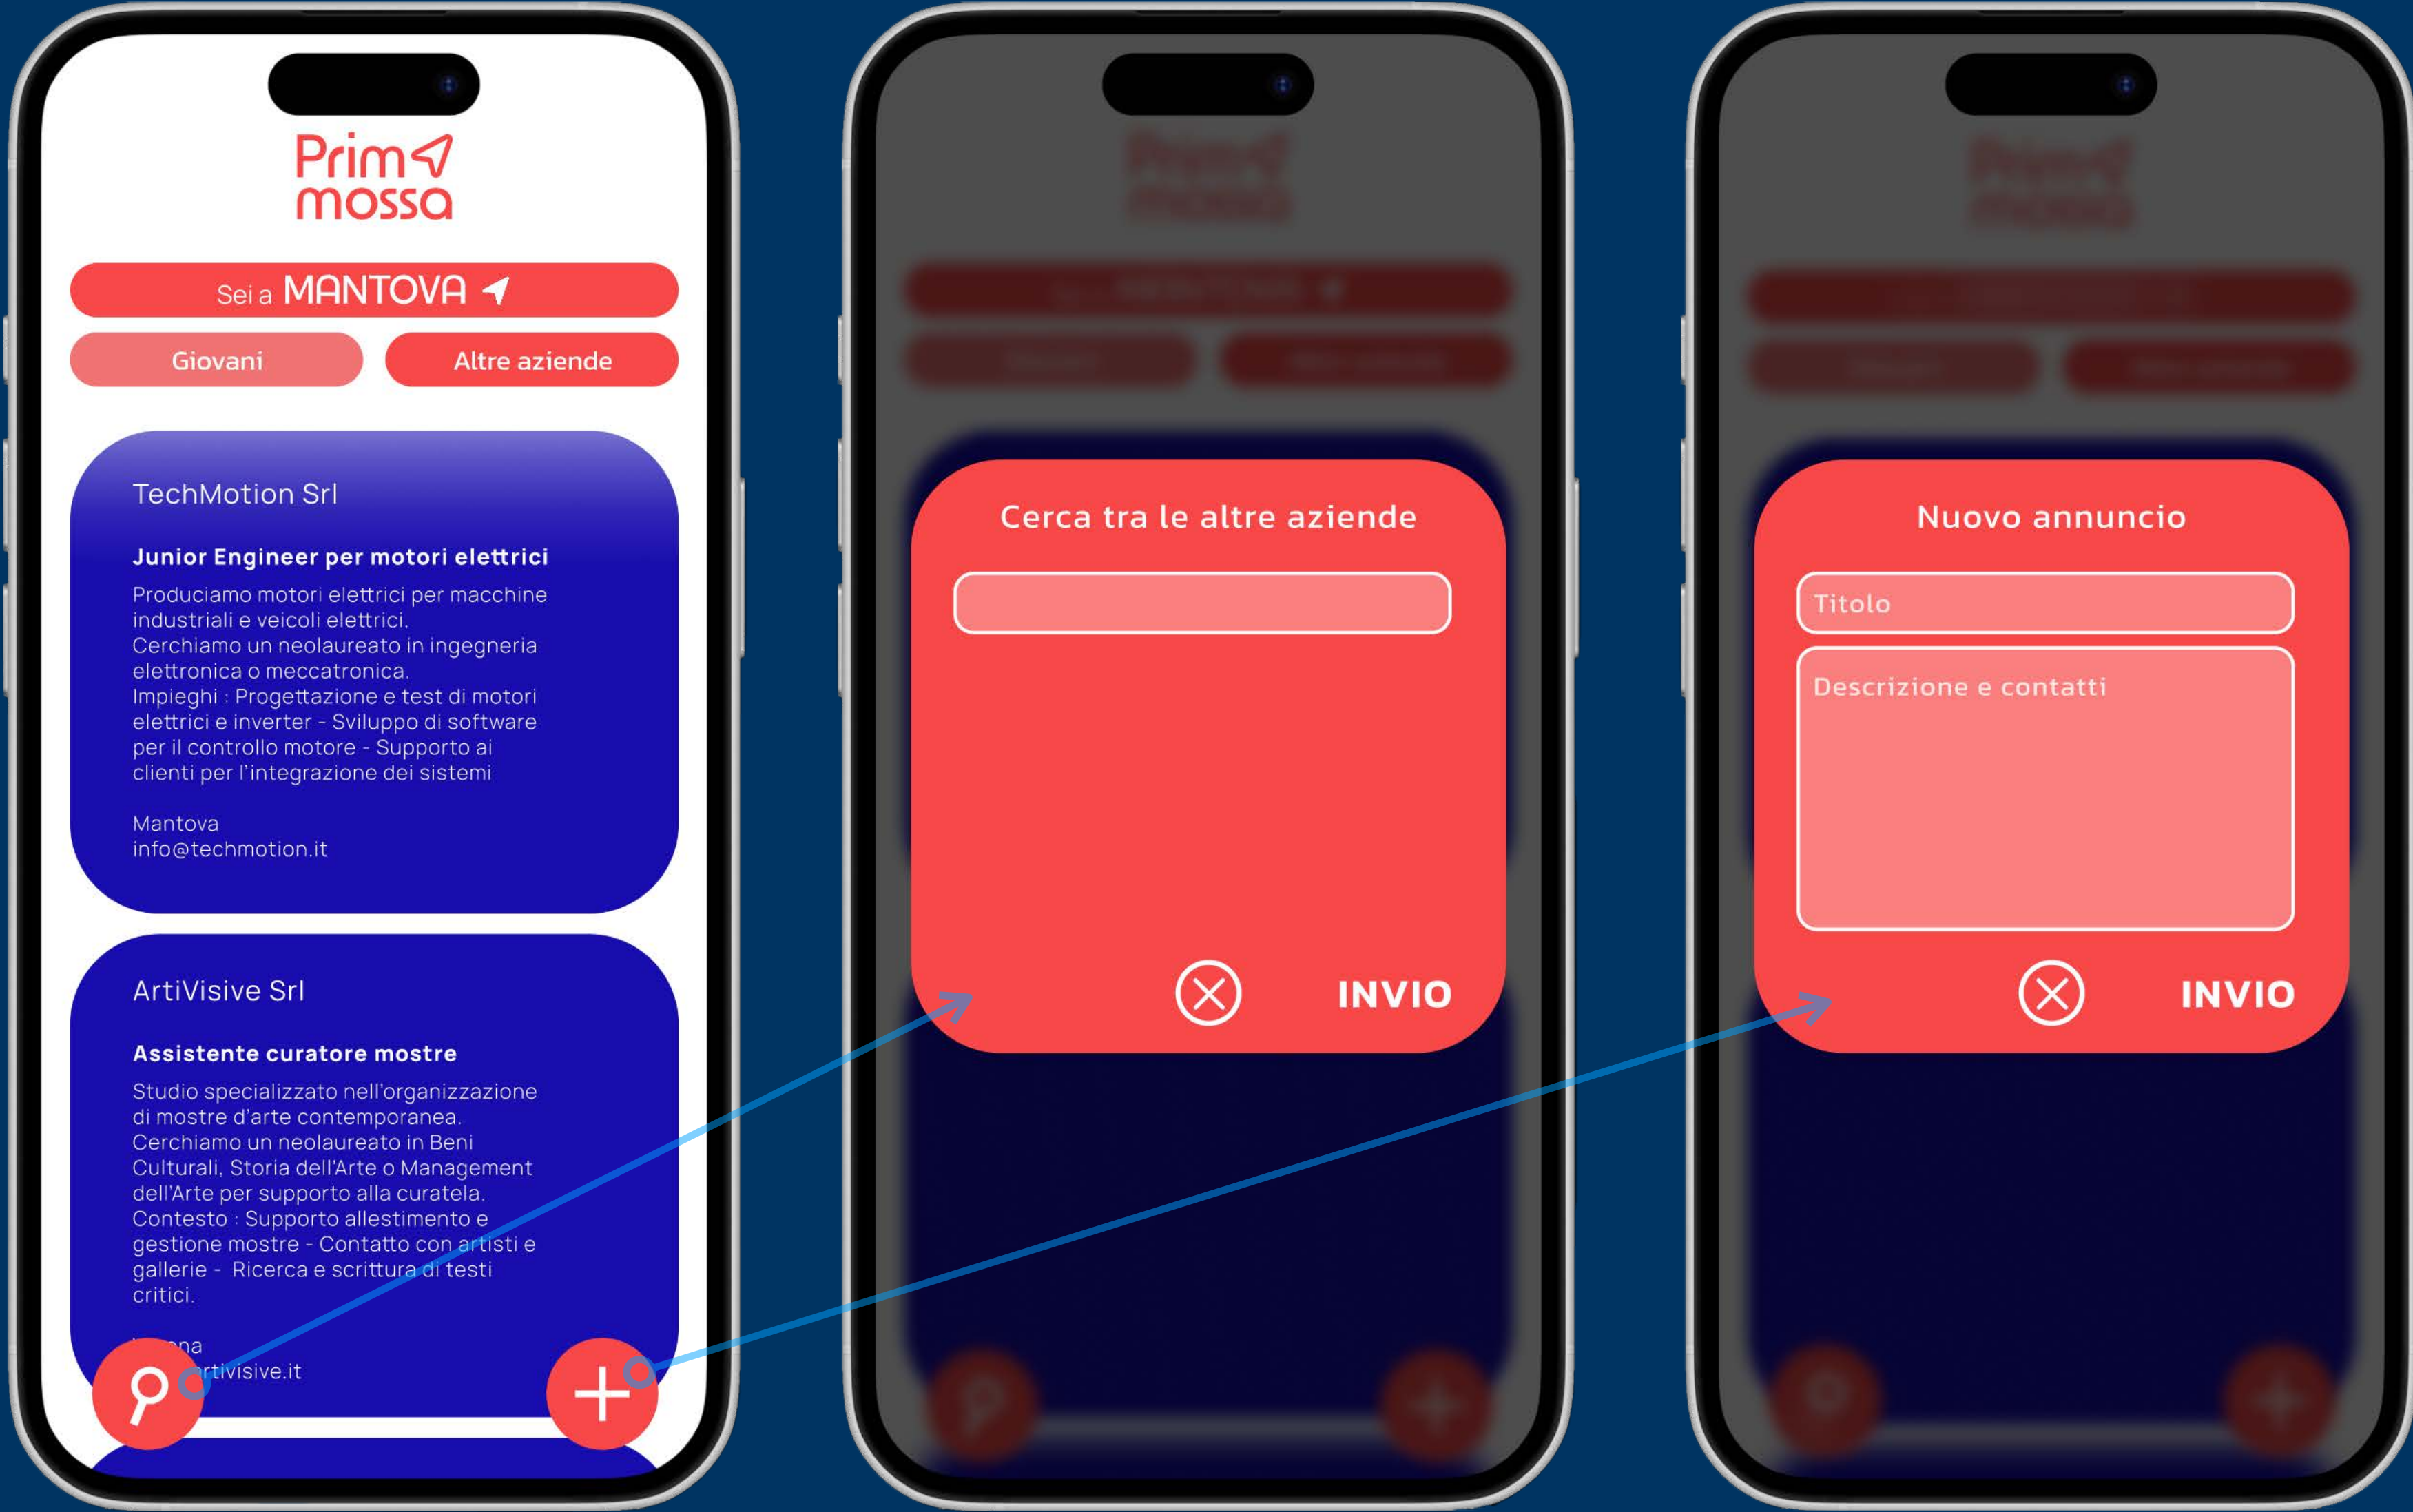 Prim
mossa
Sei a MANTOVA
Giovani
Altre aziende
TechMotion Srl
Junior Engineer per motori elettrici
Produciamo motori elettrici per macchine
industriali e veicoli elettrici.
Cerchiamo un neolaureato in ingegneria
elettronica o meccatronica.
Impieghi : Progettazione e test di motori
elettrici e inverter - Sviluppo di software
per il controllo motore - Supporto ai
clienti per l'integrazione dei sistemi
Mantova
info@techmotion.it
ArtiVisive Srl
Assistente curatore mostre
Studio specializzato nell'organizzazione
di mostre d'arte contemporanea.
Cerchiamo un neolaureato in Beni
Culturali, Storia dell'Arte o Management
dell'Arte per supporto alla curatela.
Contesto : Supporto allestimento e
gestione mostre - Contatto con artisti e
gallerie - Ricerca e scrittura di testi
critici.
Cerca tra le altre aziende
INVIO
Nuovo annuncio
Titolo
Descrizione e contatti
INVIO